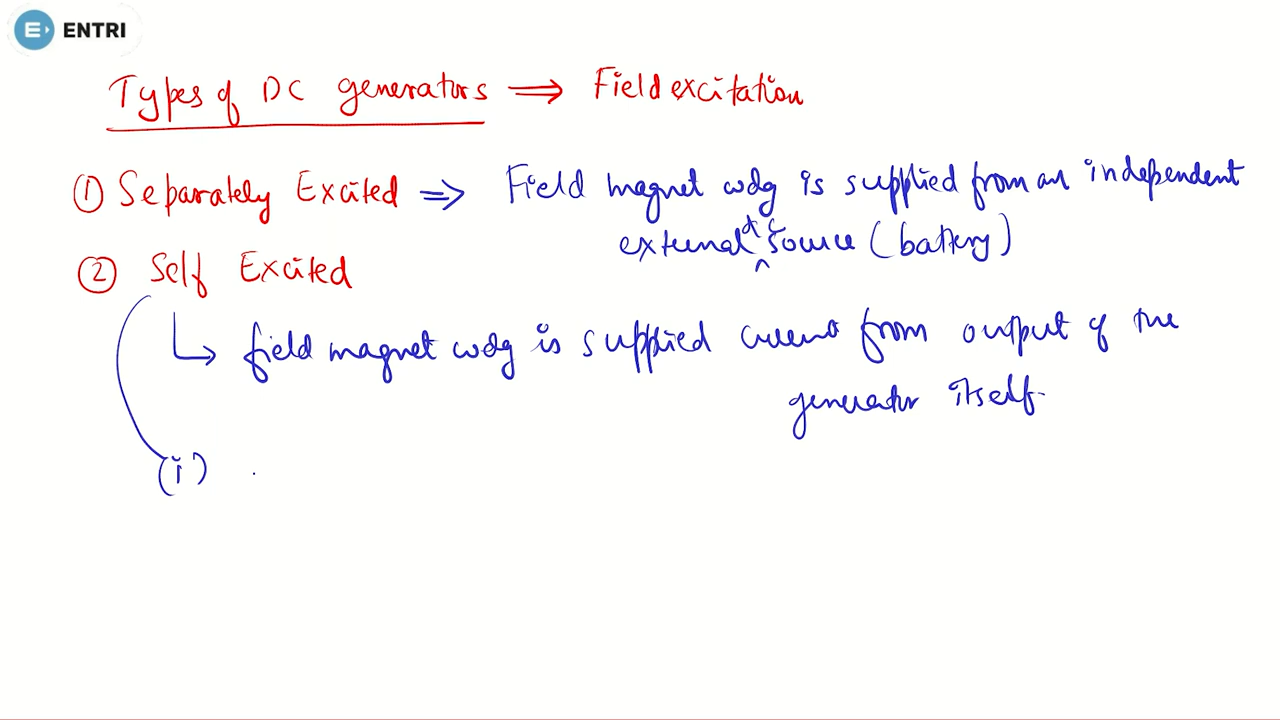 ENTRI
Types of DC generators ⇒ Field excitation
① Separately Excited ⇒ Field magnet wdg is supplied from an independent
external dc source (battery)
② Self Excited
↳ field magnet wdg is supplied current from output of the
generator itself.
(i)